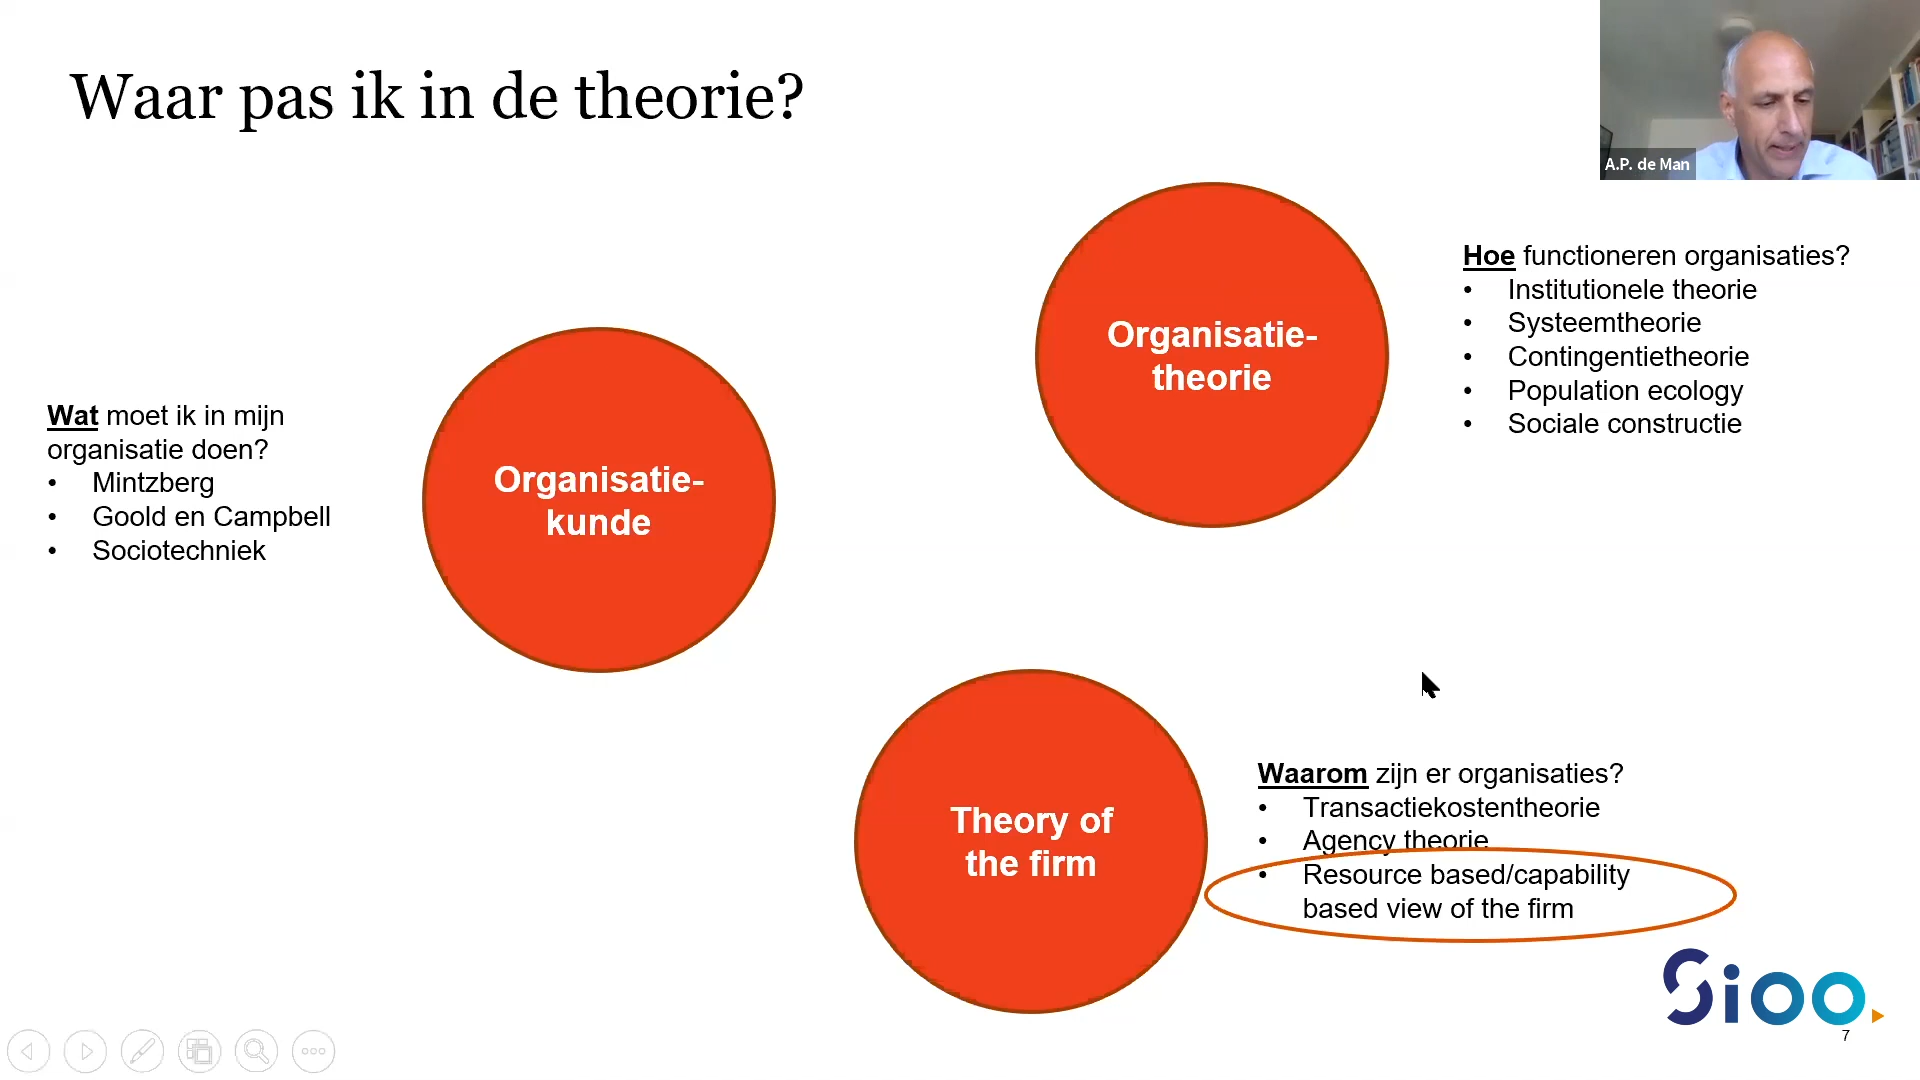 Waar pas ik in de theorie?
A.P. de Man
Organisatie-
theorie
Hoe functioneren organisaties?
• Institutionele theorie
• Systeemtheorie
• Contingentietheorie
• Population ecology
• Sociale constructie
Wat moet ik in mijn
organisatie doen?
• Mintzberg
• Goold en Campbell
• Sociotechniek
Organisatie-
kunde
Theory of
the firm
Waarom zijn er organisaties?
• Transactiekostentheorie
• Agency theorie
• Resource based/capability
based view of the firm
Sioo
7